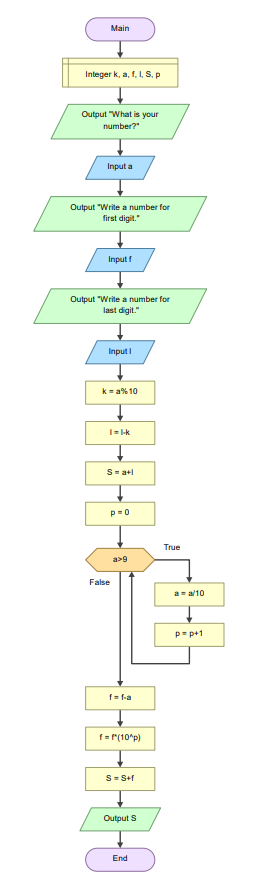 Main
Integer k, a, f, l, S, p
Output "What is your
number?"
Input a
Output "Write a number for
first digit."
Input f
Output "Write a number for
last digit."
Input l
k = a%10
l = l-k
S = a+l
p = 0
a>9
True
False
a = a/10
p = p+1
f = f-a
f = f*(10^p)
S = S+f
Output S
End